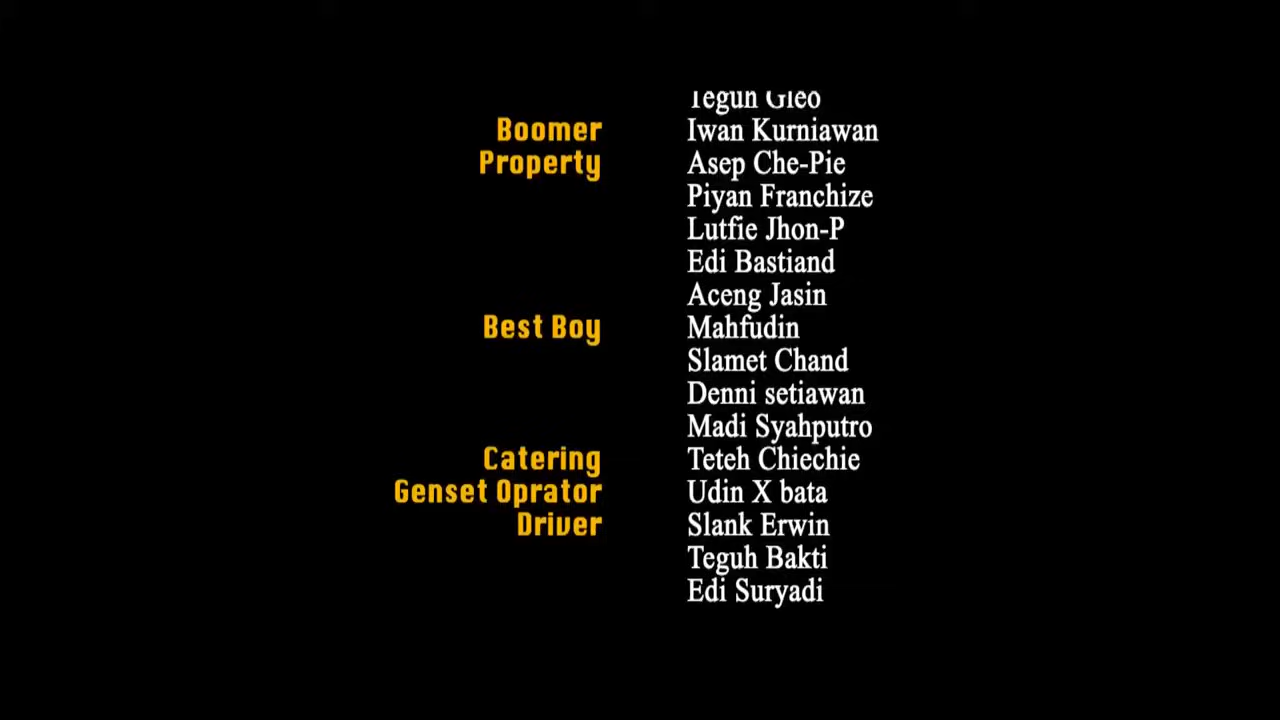 Teguh Gleo
Boomer Iwan Kurniawan
Property Asep Che-Pie
Piyan Franchize
Lutfie Jhon-P
Edi Bastiand
Aceng Jasin
Best Boy Mahfudin
Slamet Chand
Denni setiawan
Madi Syahputro
Catering Teteh Chiechie
Genset Oprator Udin X bata
Driver Slank Erwin
Teguh Bakti
Edi Suryadi